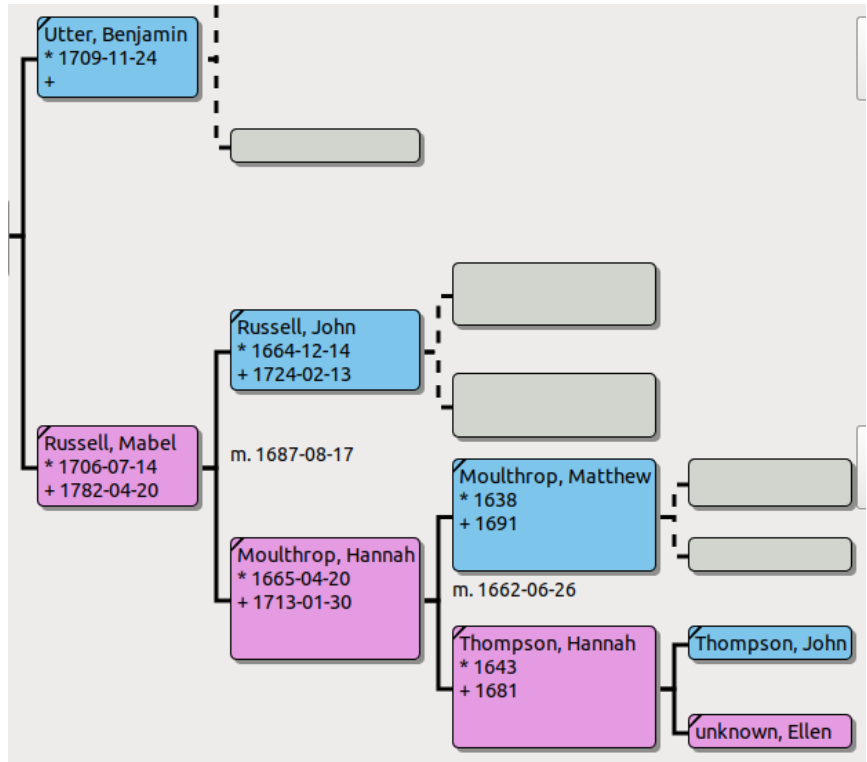 Utter, Benjamin
* 1709-11-24
+
Russell, John
* 1664-12-14
+ 1724-02-13
Russell, Mabel
* 1706-07-14
+ 1782-04-20
m. 1687-08-17
Moulthrop, Matthew
* 1638
+ 1691
Moulthrop, Hannah
* 1665-04-20
+ 1713-01-30
m. 1662-06-26
Thompson, Hannah
* 1643
+ 1681
Thompson, John
unknown, Ellen